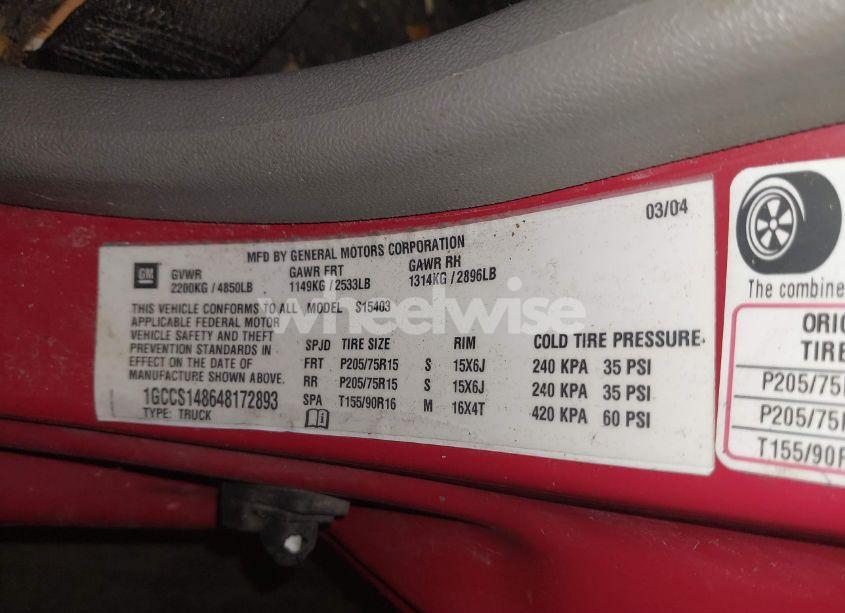 03/04
MFD BY GENERAL MOTORS CORPORATION
GM
GVWR GAWR FRT GAWR RH
2200KG / 4850LB 1149KG / 2533LB 1314KG / 2896LB
THIS VEHICLE CONFORMS TO ALL MODEL S15403
APPLICABLE FEDERAL MOTOR
VEHICLE SAFETY AND THEFT
PREVENTION STANDARDS IN
EFFECT ON THE DATE OF
MANUFACTURE SHOWN ABOVE.
1GCCS148648172893
TYPE: TRUCK
SPJD TIRE SIZE RIM COLD TIRE PRESSURE
FRT P205/75R15 S 15X6J 240 KPA 35 PSI
RR P205/75R15 S 15X6J 240 KPA 35 PSI
SPA T155/90R16 M 16X4T 420 KPA 60 PSI
wheelwise
The combine
ORIG
TIRE
P205/75
P205/75
T155/90